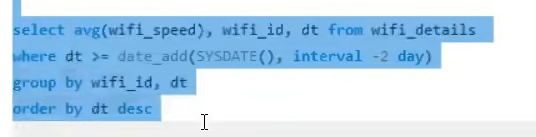 select avg(wifi_speed), wifi_id, dt from wifi_details
where dt >= date_add(SYSDATE(), interval -2 day)
group by wifi_id, dt
order by dt desc